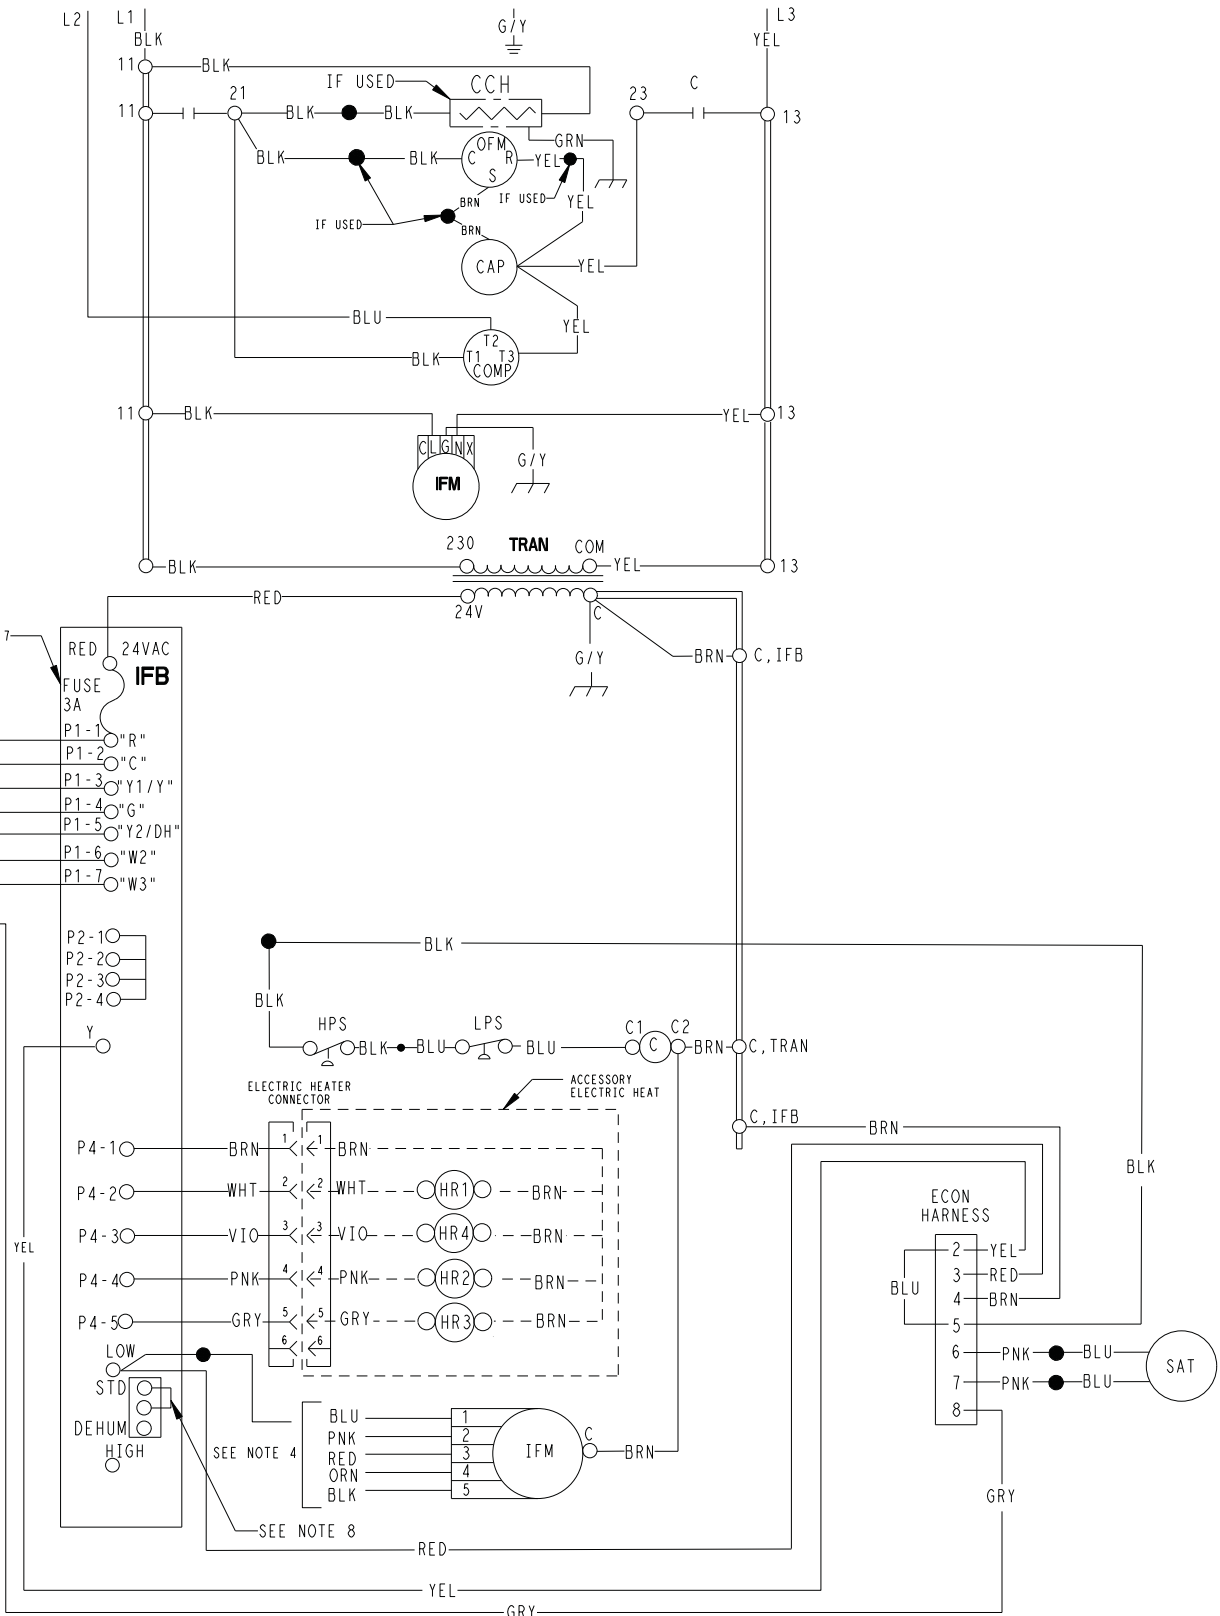 L2 L1 G/Y L3
BLK YEL
11 BLK
IF USED CCH C
11 21 BLK BLK 23 13
GRN
BLK BLK C OFM R YEL
S
BRN IF USED YEL
IF USED
BRN
CAP YEL
BLU YEL
T2
BLK T1 T3
COMP
11 BLK YEL 13
C L G N X
G/Y
IFM
230 TRAN COM
BLK YEL 13
RED
24V C
7
RED 24VAC G/Y BRN C,IFB
IFB
FUSE
3A
P1-1 "R"
P1-2 "C"
P1-3 "Y1/Y"
P1-4 "G"
P1-5 "Y2/DH"
P1-6 "W2"
P1-7 "W3"
P2-1 BLK
P2-2
P2-3
P2-4 BLK
Y HPS LPS C1 C2
BLK BLU BLU C BRN C,TRAN
ELECTRIC HEATER
CONNECTOR
ACCESSORY
ELECTRIC HEAT
C,IFB
BRN
P4-1 BRN 1 1 BRN
BLK
P4-2 WHT 2 2 WHT HR1 BRN
ECON
HARNESS
P4-3 VIO 3 3 VIO HR4 BRN
YEL 2 YEL
P4-4 PNK 4 4 PNK HR2 BRN
3 RED
BLU 4 BRN
P4-5 GRY 5 5 GRY HR3 BRN
5
6 6
LOW 6 PNK BLU
SAT
STD 7 PNK BLU
8
DEHUM
HIGH
SEE NOTE 4
BLU 1
PNK 2
RED 3
ORN 4
BLK 5
IFM C BRN
GRY
SEE NOTE 8
RED
YEL
GRY